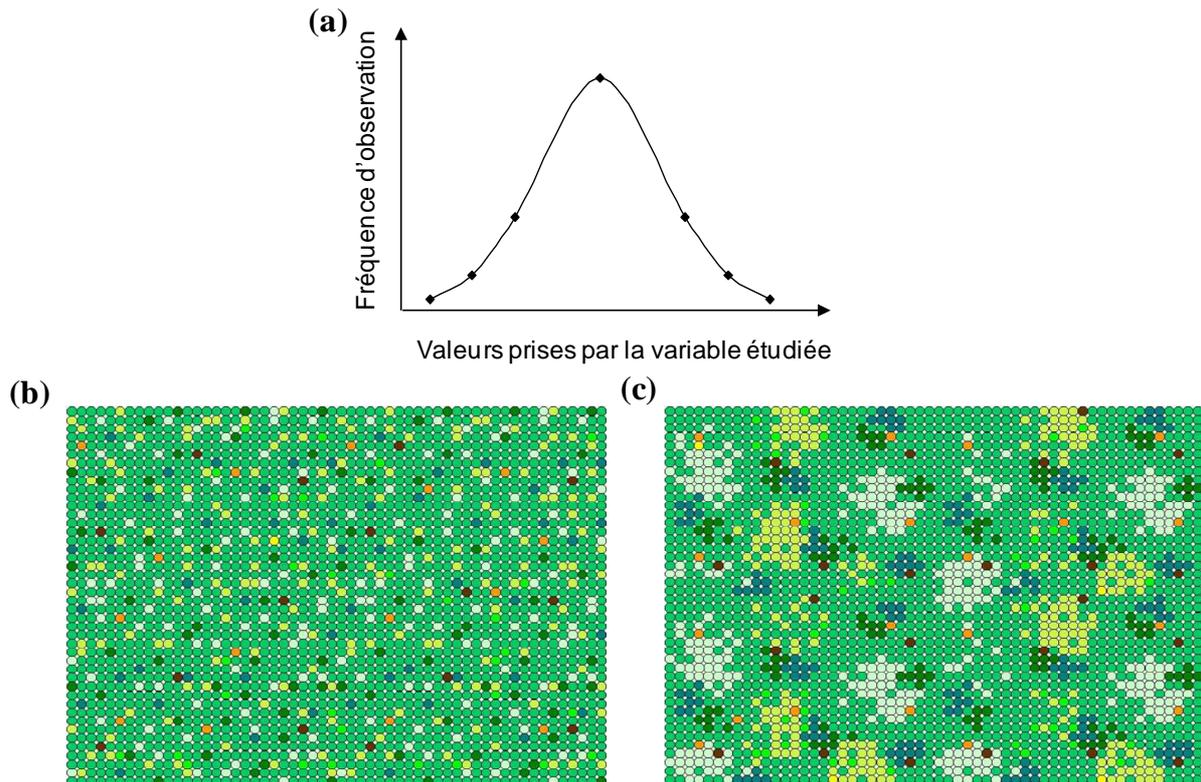 (a)
Fréquence d'observation
Valeurs prises par la variable étudiée
(b)
(c)